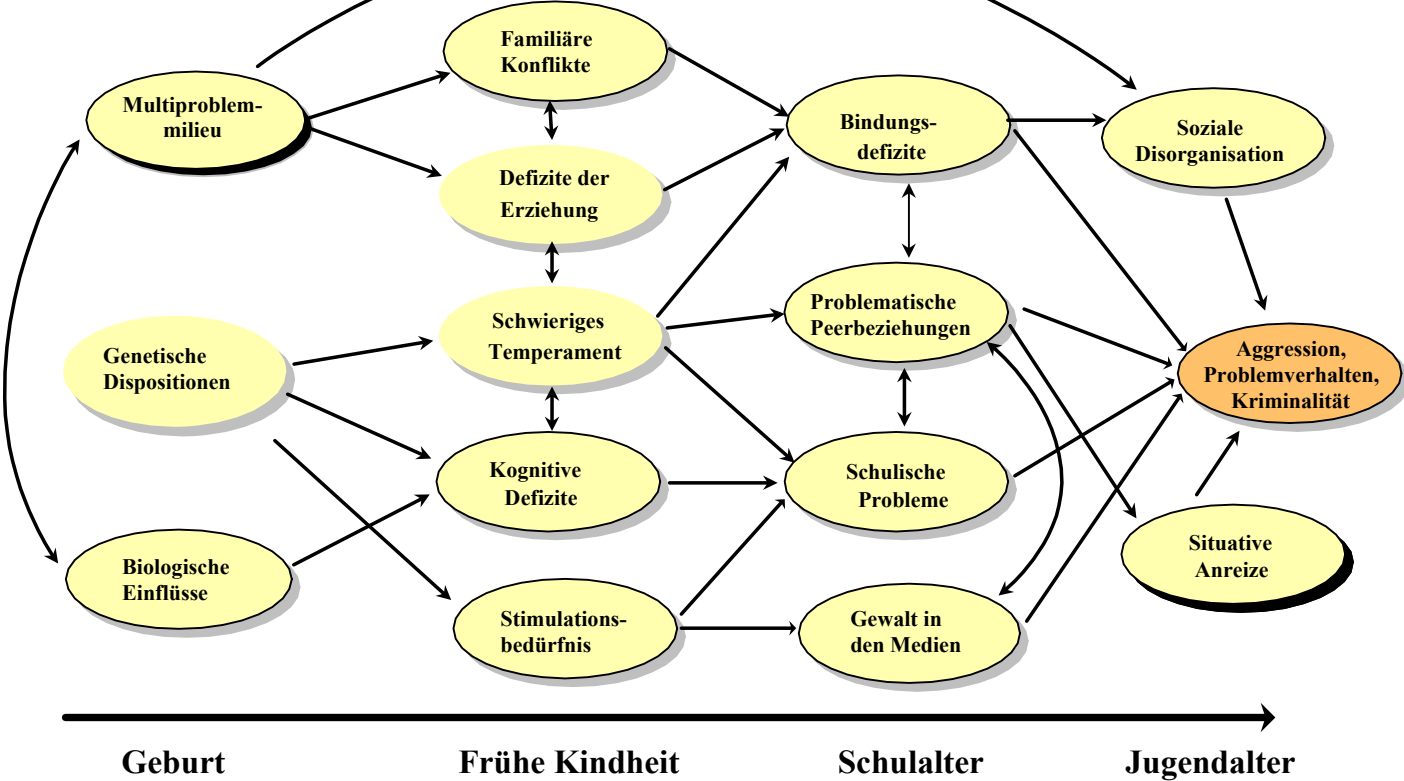 Familiäre
Konflikte
Multiproblem-
milieu
Bindungs-
defizite
Soziale
Disorganisation
Defizite der
Erziehung
Schwieriges
Temperament
Problematische
Peerbeziehungen
Genetische
Dispositionen
Aggression,
Problemverhalten,
Kriminalität
Kognitive
Defizite
Schulische
Probleme
Situative
Anreize
Biologische
Einflüsse
Stimulations-
bedürfnis
Gewalt in
den Medien
Geburt
Frühe Kindheit
Schulalter
Jugendalter